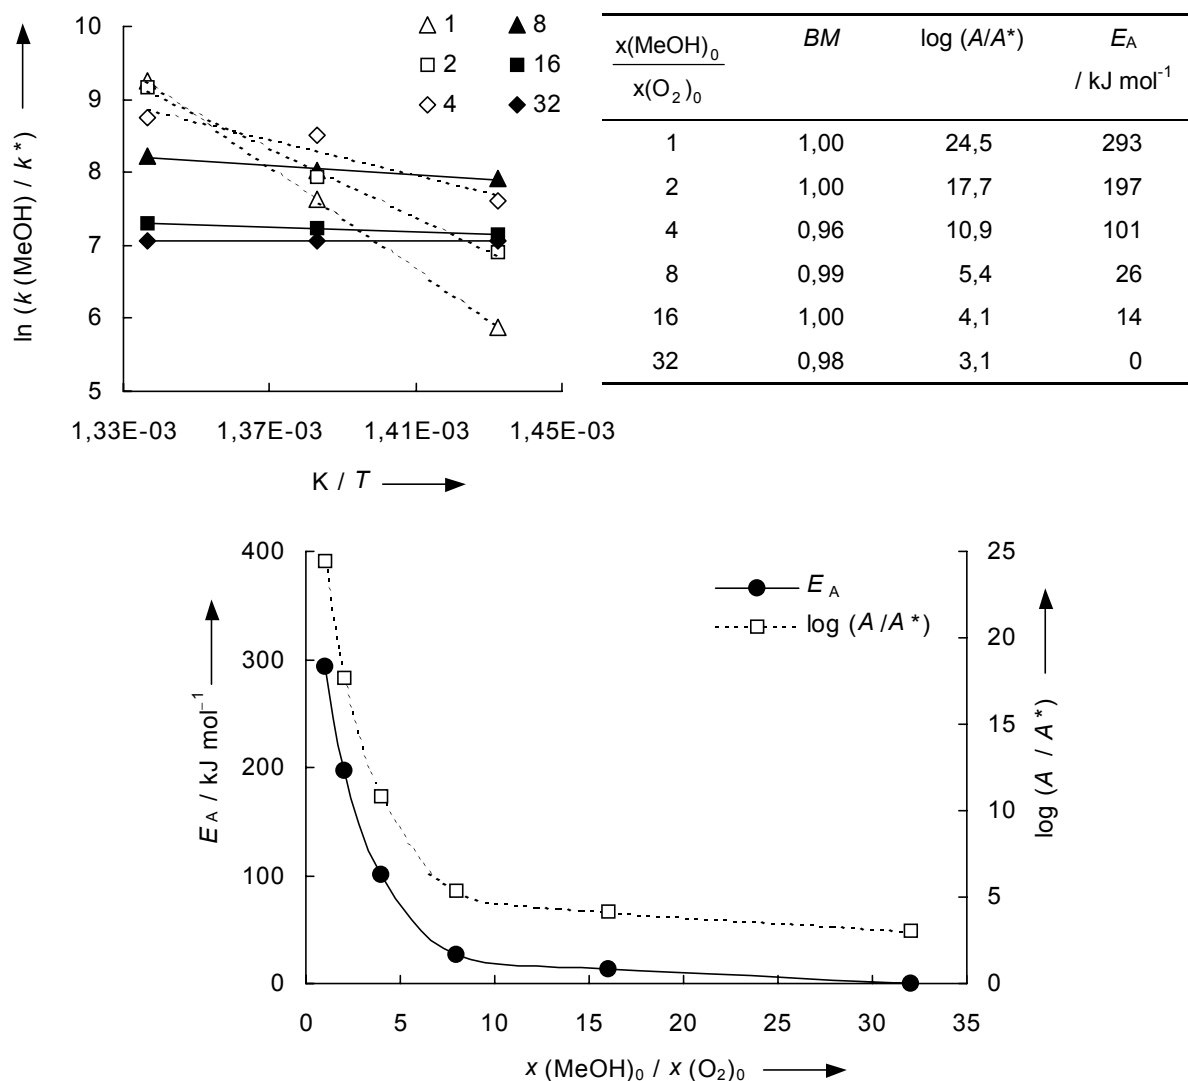 ln (k (MeOH) / k*)
10
9
8
7
6
5
1 8
2 16
4 32
1,33E-03 1,37E-03 1,41E-03 1,45E-03
K / T
x(MeOH)₀ / x(O₂)₀ BM log (A/A*) E_A / kJ mol⁻¹
1 1,00 24,5 293
2 1,00 17,7 197
4 0,96 10,9 101
8 0,99 5,4 26
16 1,00 4,1 14
32 0,98 3,1 0
E_A / kJ mol⁻¹
400
300
200
100
0
E_A
log (A/A*)
25
20
15
10
5
0
log (A / A*)
0 5 10 15 20 25 30 35
x (MeOH)₀ / x (O₂)₀